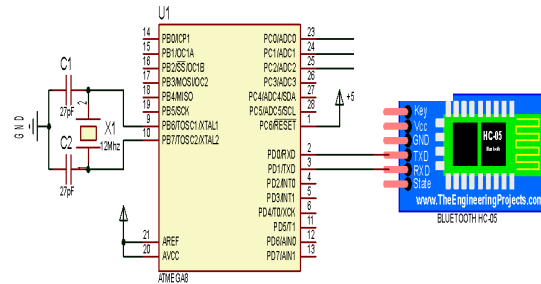 U1
14 PB0/ICP1
15 PB1/OC1A
16 PB2/SS/OC1B
17 PB3/MOSI/OC2
18 PB4/MISO
19 PB5/SCK
9 PB6/TOSC1/XTAL1
10 PB7/TOSC2/XTAL2
21 AREF
20 AVCC
PC0/ADC0 23
PC1/ADC1 24
PC2/ADC2 25
PC3/ADC3 26
PC4/ADC4/SDA 27
PC5/ADC5/SCL 28
PC6/RESET 1
PD0/RXD 2
PD1/TXD 3
PD2/INT0 4
PD3/INT1 5
PD4/T0/XCK 6
PD5/T1 11
PD6/AIN0 12
PD7/AIN1 13
ATMEGA8
C1
27pF
C2
27pF
GND
2
X1
12Mhz
+5
Key
Vcc
GND
TXD
RXD
State
HC-05
Bluetooth
www.TheEngineeringProjects.com
BLUETOOTH HC-05